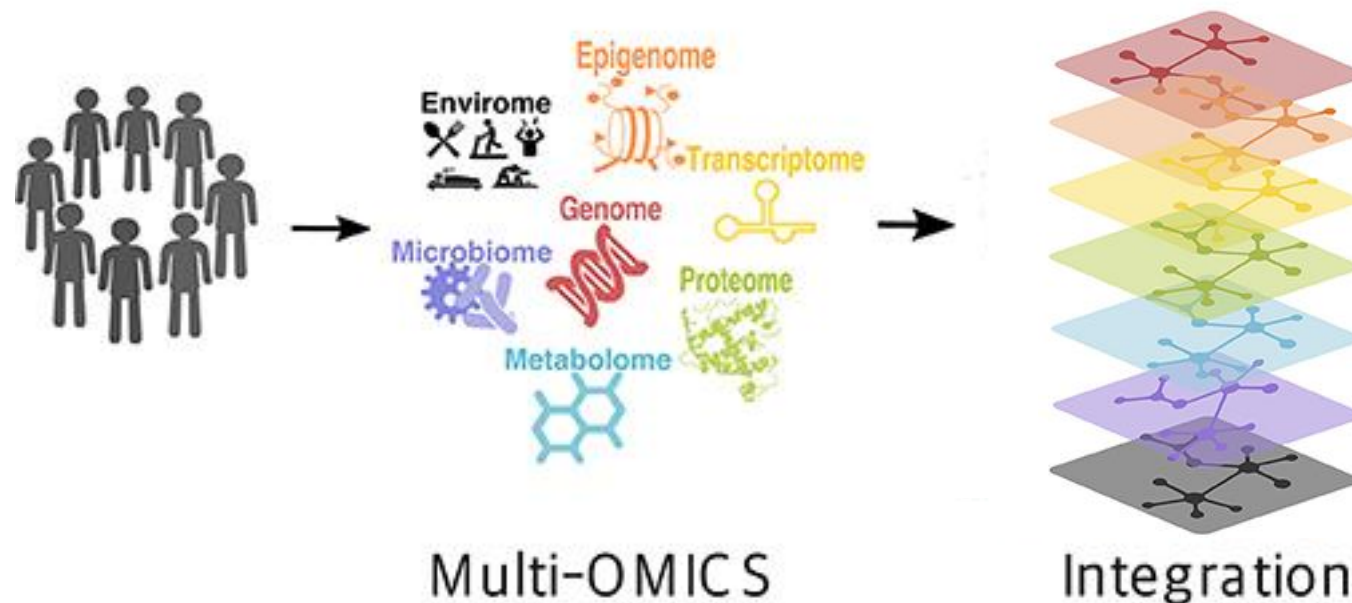 Epigenome
Envirome
Transcriptome
Genome
Microbiome
Proteome
Metabolome
Multi-OMICS
Integration